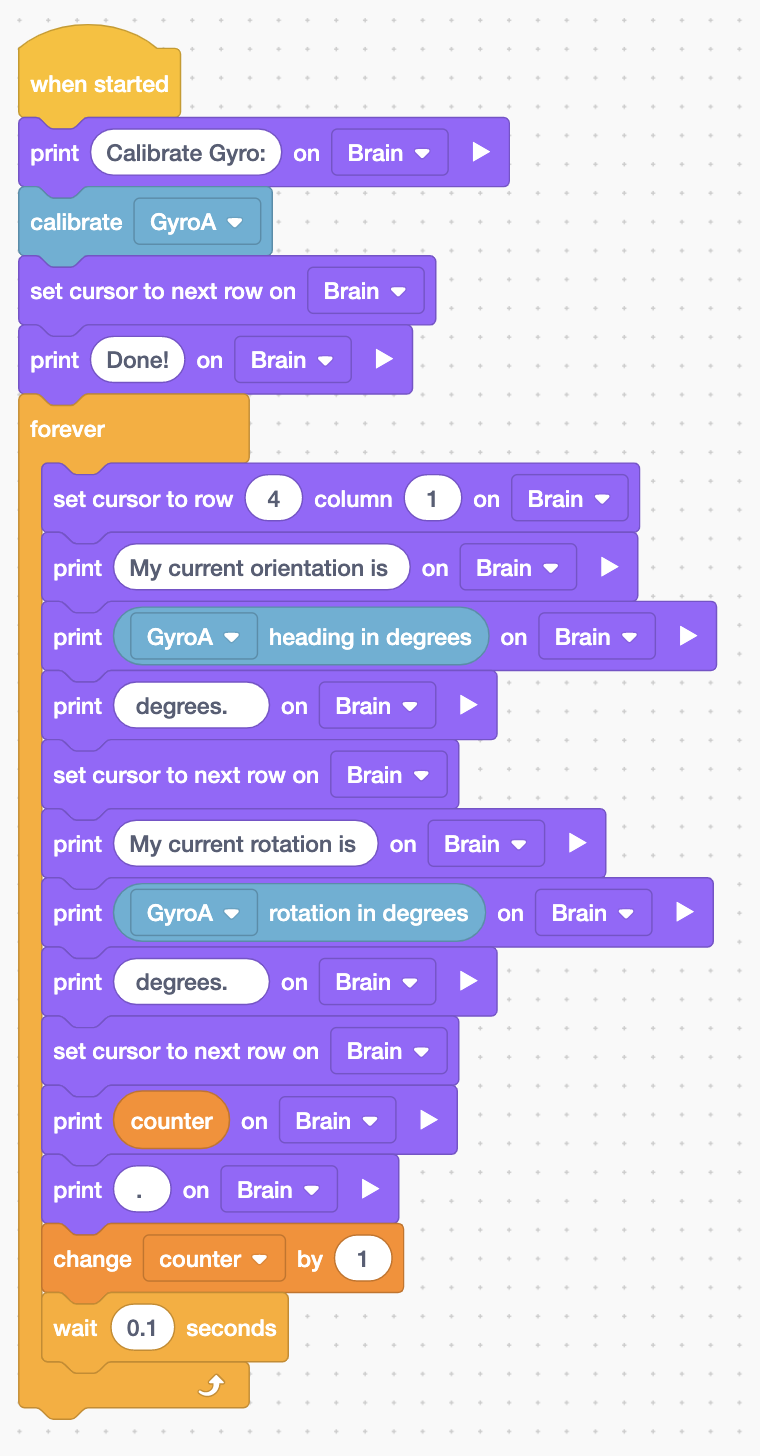 when started
print Calibrate Gyro: on Brain
calibrate GyroA
set cursor to next row on Brain
print Done! on Brain
forever
set cursor to row 4 column 1 on Brain
print My current orientation is on Brain
print GyroA heading in degrees on Brain
print degrees. on Brain
set cursor to next row on Brain
print My current rotation is on Brain
print GyroA rotation in degrees on Brain
print degrees. on Brain
set cursor to next row on Brain
print counter on Brain
print . on Brain
change counter by 1
wait 0.1 seconds